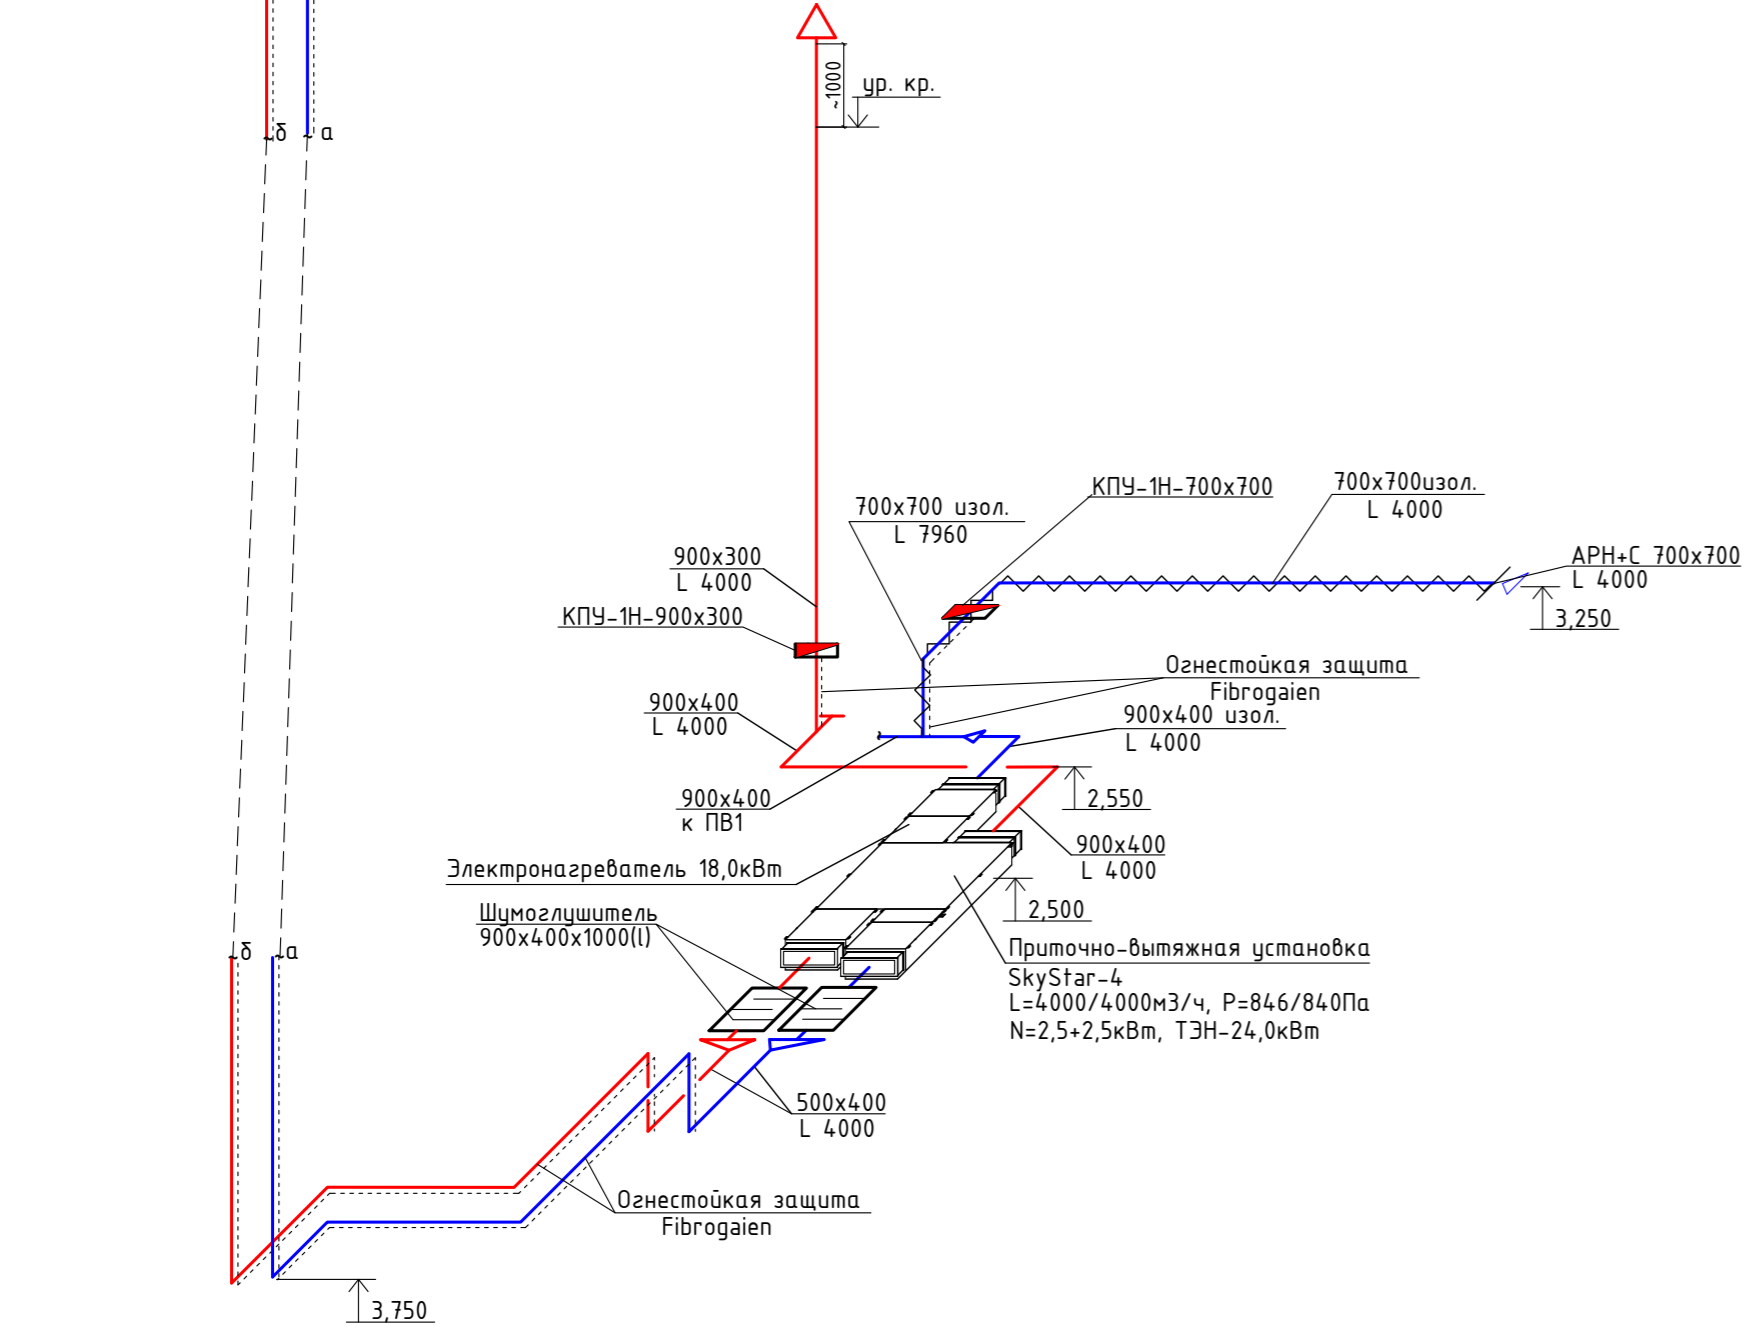 ~1000
ур. кр.
б
а
700х700 изол.
L 7960
КПУ-1Н-700х700
700х700изол.
L 4000
900х300
L 4000
КПУ-1Н-900х300
АРН+С 700х700
L 4000
3,250
Огнестойкая защита
Fibrogaien
900х400
L 4000
900х400 изол.
L 4000
900х400
к ПВ1
2,550
900х400
L 4000
Электронагреватель 18,0кВт
2,500
Шумоглушитель
900х400х1000(l)
б
а
Приточно-вытяжная установка
SkyStar-4
L=4000/4000м3/ч, Р=846/840Па
N=2,5+2,5кВт, ТЭН-24,0кВт
500х400
L 4000
Огнестойкая защита
Fibrogaien
3,750